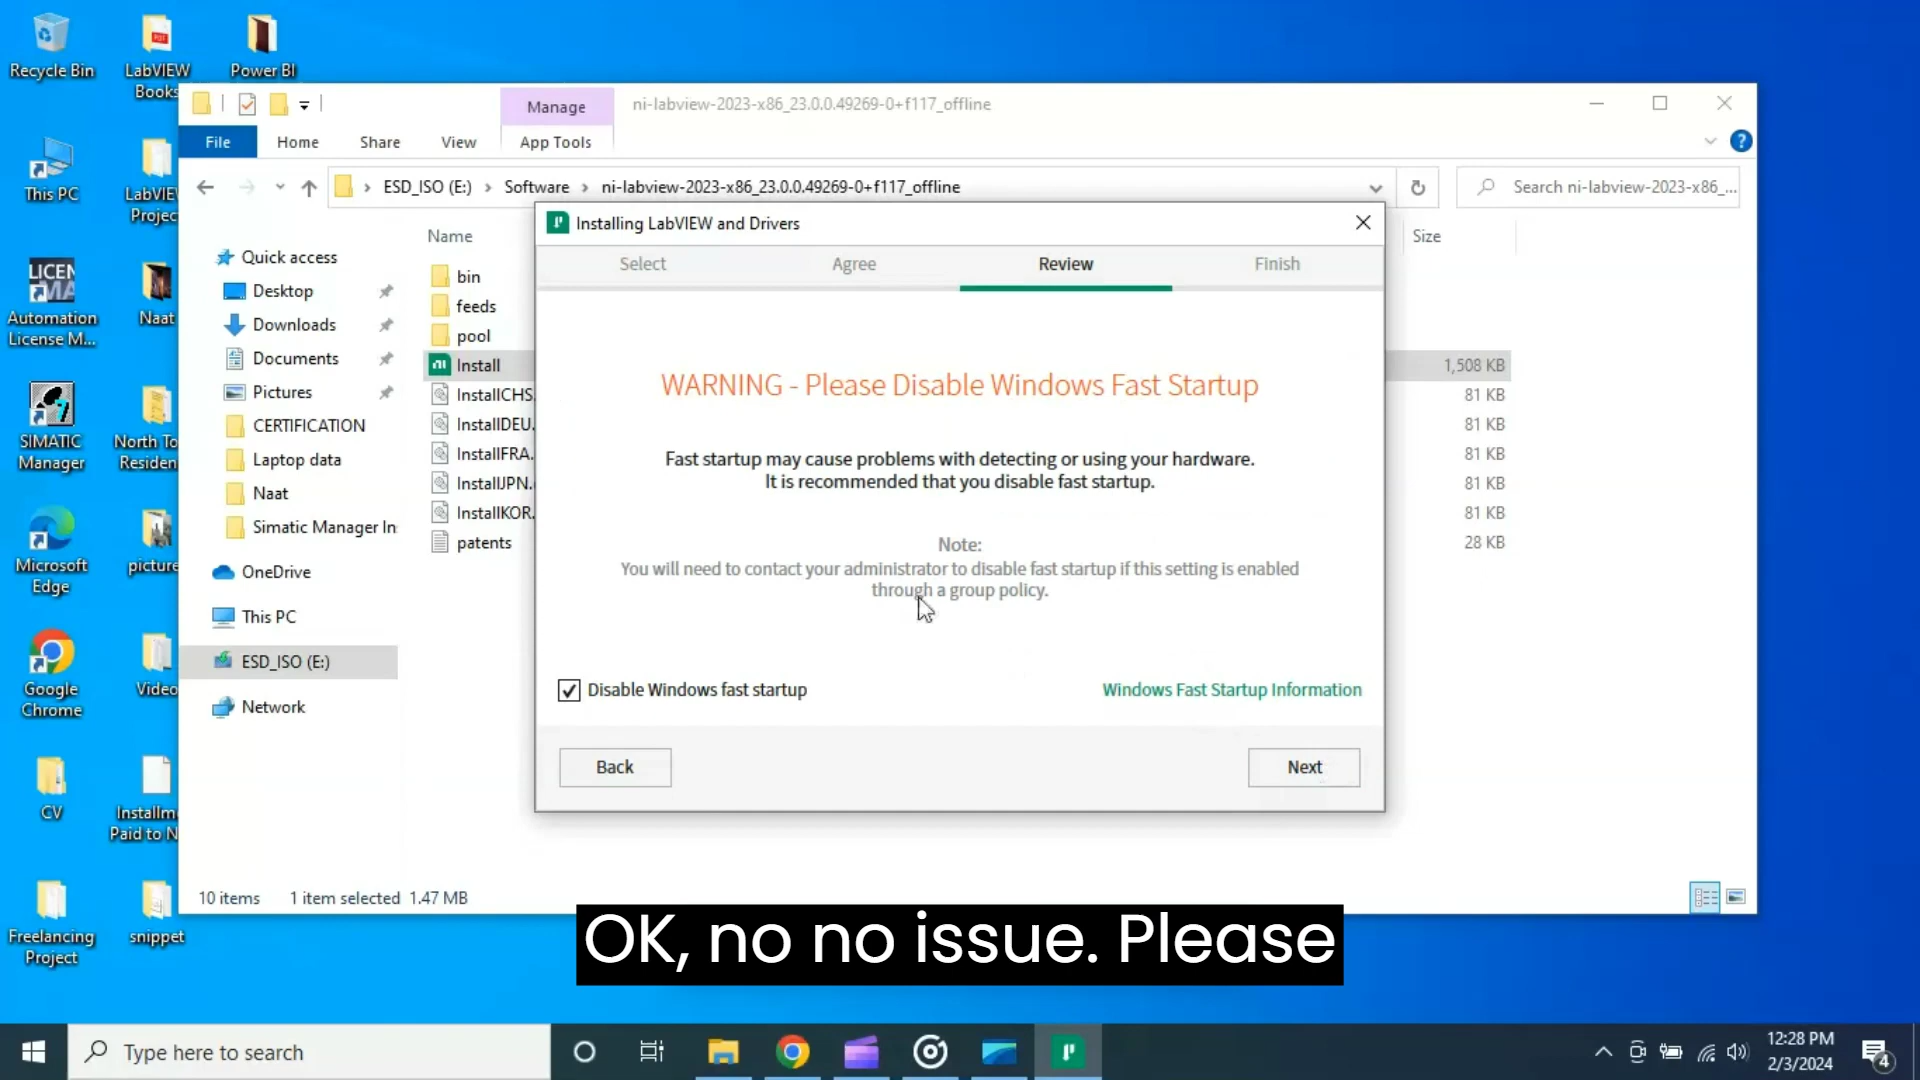 Recycle Bin
LabVIEW
Books
Power BI
This PC
LabVIE
Projec
LICEN
MA
Automation
License M...
Naat
7
SIMATIC
Manager
North To
Residen
Microsoft
Edge
picture
Google
Chrome
Video
CV
Installm
Paid to N
Freelancing
Project
snippet
Manage
ni-labview-2023-x86_23.0.0.49269-0+f117_offline
File
Home
Share
View
App Tools
?
ESD_ISO (E:) › Software › ni-labview-2023-x86_23.0.0.49269-0+f117_offline
Search ni-labview-2023-x86_...
Quick access
Desktop
Downloads
Documents
Pictures
CERTIFICATION
Laptop data
Naat
Simatic Manager In
OneDrive
This PC
ESD_ISO (E:)
Network
Name
Size
bin
feeds
pool
Install
1,508 KB
InstallCHS.
81 KB
InstallDEU.
81 KB
InstallFRA.
81 KB
InstallJPN.
81 KB
InstallKOR.
81 KB
patents
28 KB
10 items
1 item selected 1.47 MB
Installing LabVIEW and Drivers
Select
Agree
Review
Finish
WARNING - Please Disable Windows Fast Startup
Fast startup may cause problems with detecting or using your hardware.
It is recommended that you disable fast startup.
Note:
You will need to contact your administrator to disable fast startup if this setting is enabled
through a group policy.
Disable Windows fast startup
Windows Fast Startup Information
Back
Next
OK, no no issue. Please
Type here to search
12:28 PM
2/3/2024
4